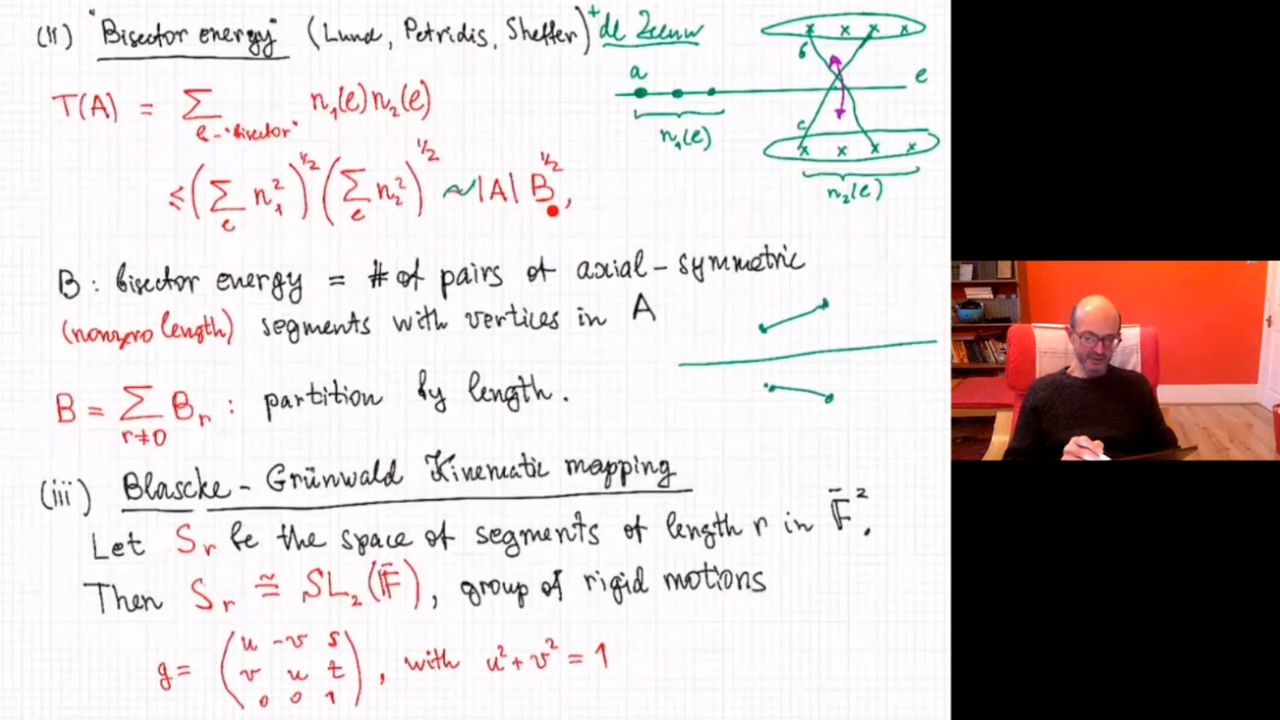 (ii) "Bisector energy" (Lund, Petridis, Sheffer) + de Zeeuw
T(A) = Σ n₁(e) n₂(e)
e - "bisector"
≤ ( Σ n₁² )^1/2 ( Σ n₂² )^1/2 ~ |A| B^1/2,
e e
a e
n₁(e)
b
c
n₂(e)
B: bisector energy = # of pairs of axial-symmetric
(nonzero length) segments with vertices in A
B = Σ B_r : partition by length.
r≠0
(iii) Blascke - Grünwald Kinematic mapping
Let S_r be the space of segments of length r in F̄².
Then S_r ≅ SL₂(F̄), group of rigid motions
g = ( u -v s
v u t
0 0 1 ), with u² + v² = 1